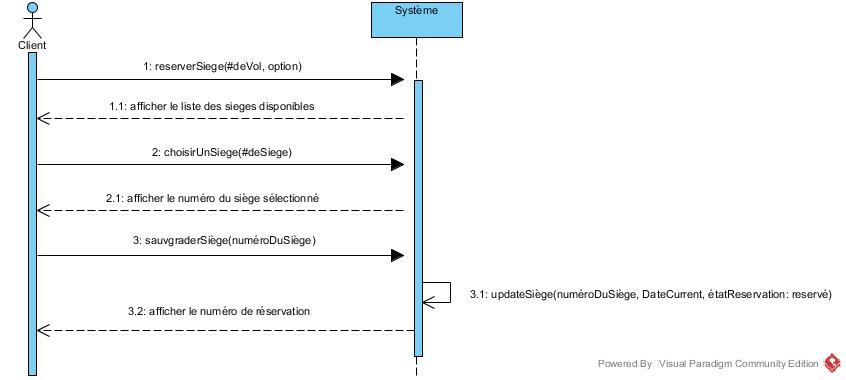 Système
Client
1: reserverSiege(#deVol, option)
1.1: afficher le liste des sieges disponibles
2: choisirUnSiege(#deSiege)
2.1: afficher le numéro du siège sélectionné
3: sauvgraderSiège(numéroDuSiège)
3.1: updateSiège(numéroDuSiège, DateCurrent, étatReservation: reservé)
3.2: afficher le numéro de réservation
Powered By Visual Paradigm Community Edition